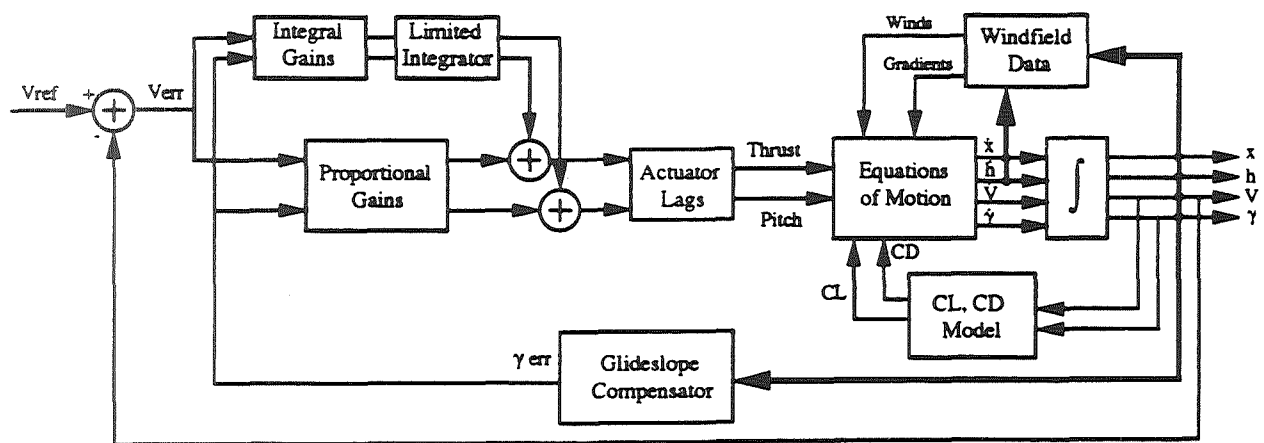 Integral
Gains
Limited
Integrator
Winds
Gradients
Windfield
Data
Vref
+
-
+
Verr
Proportional
Gains
+
+
Actuator
Lags
Thrust
Pitch
Equations
of Motion
ẋ
ḣ
V̇
γ̇
∫
x
h
V
γ
CL
CD
CL, CD
Model
γ err
Glideslope
Compensator